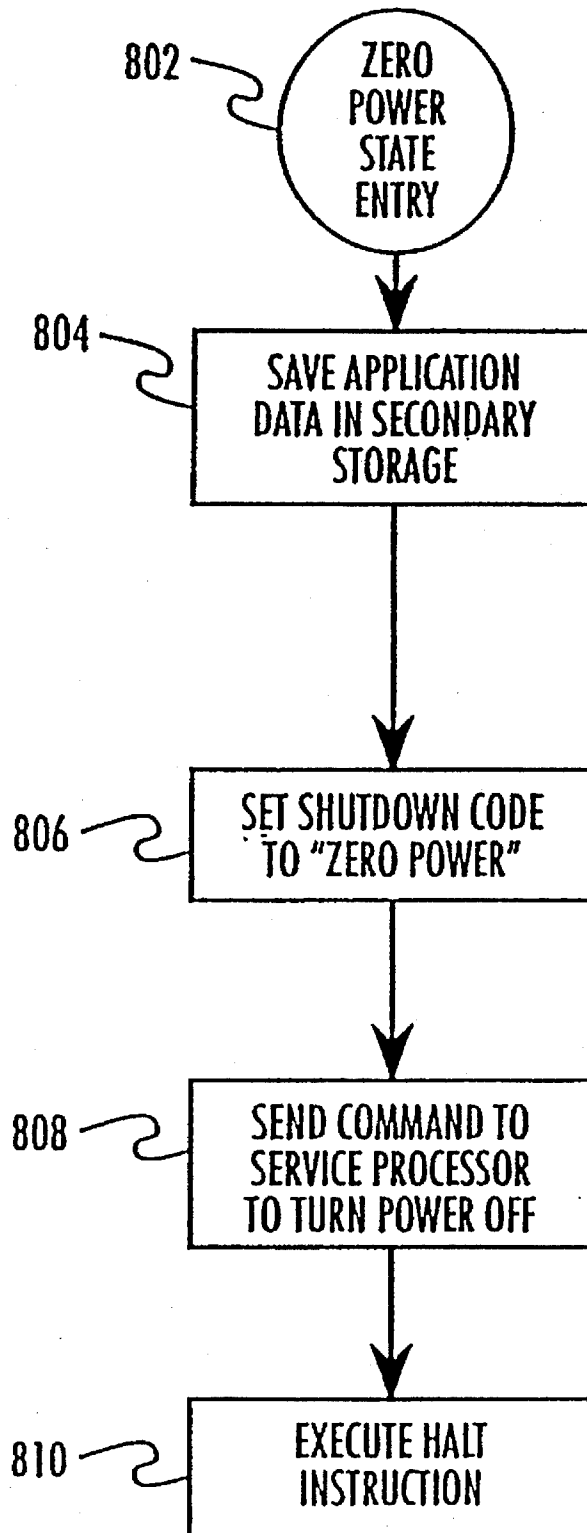 802
ZERO
POWER
STATE
ENTRY
804
SAVE APPLICATION
DATA IN SECONDARY
STORAGE
806
SET SHUTDOWN CODE
TO "ZERO POWER"
808
SEND COMMAND TO
SERVICE PROCESSOR
TO TURN POWER OFF
810
EXECUTE HALT
INSTRUCTION